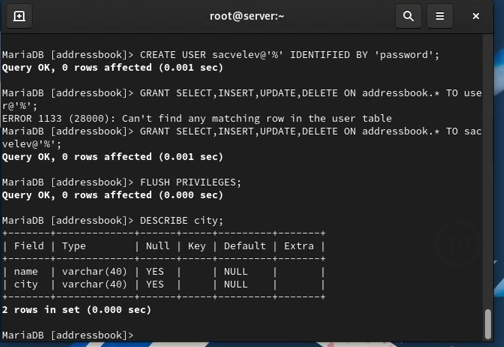 root@server:~
MariaDB [addressbook]> CREATE USER sacvelev@'%' IDENTIFIED BY 'password';
Query OK, 0 rows affected (0.001 sec)
MariaDB [addressbook]> GRANT SELECT,INSERT,UPDATE,DELETE ON addressbook.* TO use
r@'%';
ERROR 1133 (28000): Can't find any matching row in the user table
MariaDB [addressbook]> GRANT SELECT,INSERT,UPDATE,DELETE ON addressbook.* TO sac
velev@'%';
Query OK, 0 rows affected (0.001 sec)
MariaDB [addressbook]> FLUSH PRIVILEGES;
Query OK, 0 rows affected (0.000 sec)
MariaDB [addressbook]> DESCRIBE city;
+-------+-------------+------+-----+---------+-------+
| Field | Type        | Null | Key | Default | Extra |
+-------+-------------+------+-----+---------+-------+
| name  | varchar(40) | YES  |     | NULL    |       |
| city  | varchar(40) | YES  |     | NULL    |       |
+-------+-------------+------+-----+---------+-------+
2 rows in set (0.000 sec)
MariaDB [addressbook]>